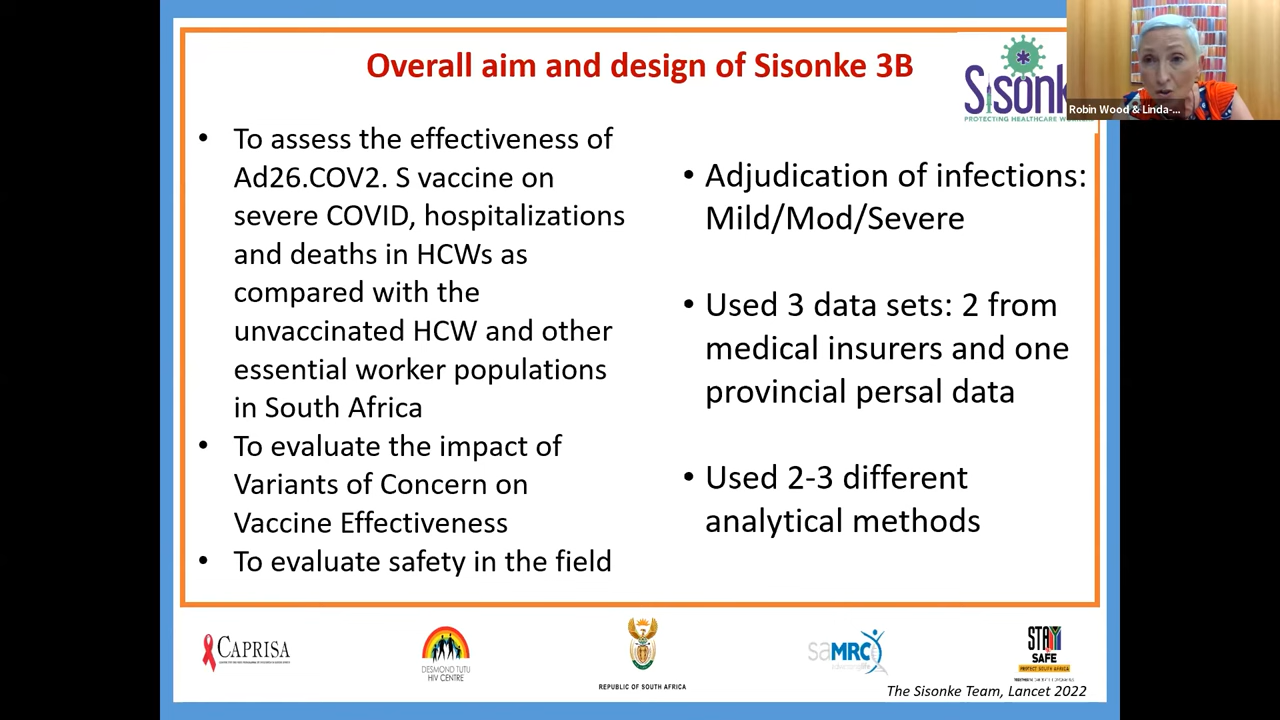 Overall aim and design of Sisonke 3B
Sisonk
PROTECTING HEALTHCARE
Robin Wood & Linda-...
• To assess the effectiveness of
Ad26.COV2. S vaccine on
severe COVID, hospitalizations
and deaths in HCWs as
compared with the
unvaccinated HCW and other
essential worker populations
in South Africa
• To evaluate the impact of
Variants of Concern on
Vaccine Effectiveness
• To evaluate safety in the field
• Adjudication of infections:
Mild/Mod/Severe
• Used 3 data sets: 2 from
medical insurers and one
provincial persal data
• Used 2-3 different
analytical methods
CAPRISA
DESMOND TUTU
HIV CENTRE
REPUBLIC OF SOUTH AFRICA
saMRC
STAY
SAFE
PROTECT SOUTH AFRICA
The Sisonke Team, Lancet 2022